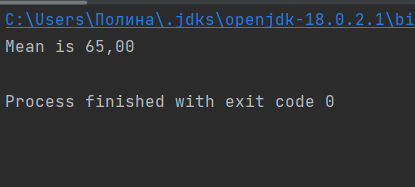 C:\Users\Полина\.jdks\openjdk-18.0.2.1\bi
Mean is 65,00
Process finished with exit code 0